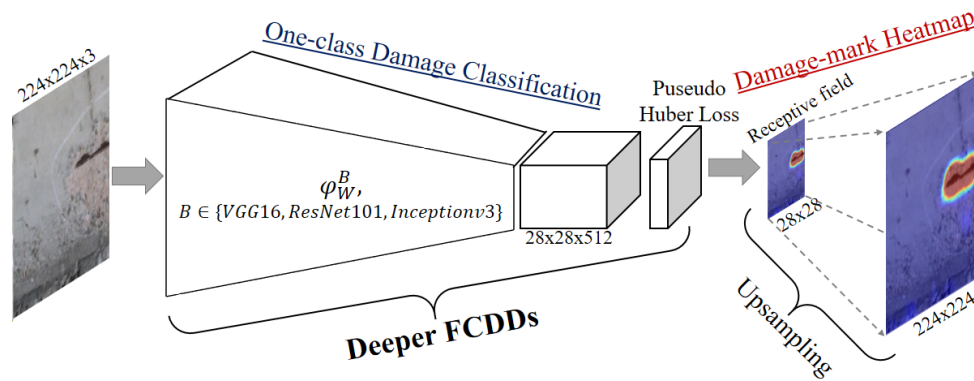 One-class Damage Classification
Damage-mark Heatmap
224x224x3
Puseudo
Huber Loss
Receptive field
φ_W^B,
B ∈ {VGG16, ResNet101, Inceptionv3}
28x28x512
28x28
224x224
Deeper FCDDs
Upsampling